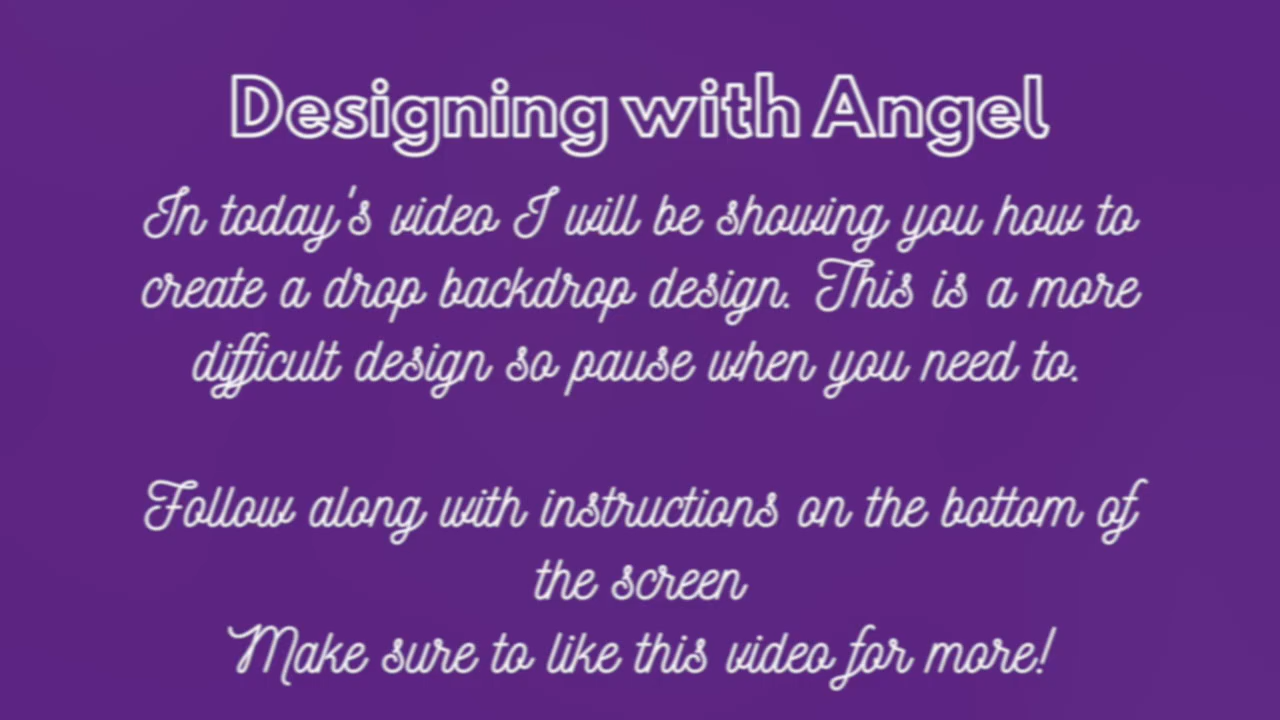 Designing with Angel
In today's video I will be showing you how to
create a drop backdrop design. This is a more
difficult design so pause when you need to.
Follow along with instructions on the bottom of
the screen
Make sure to like this video for more!